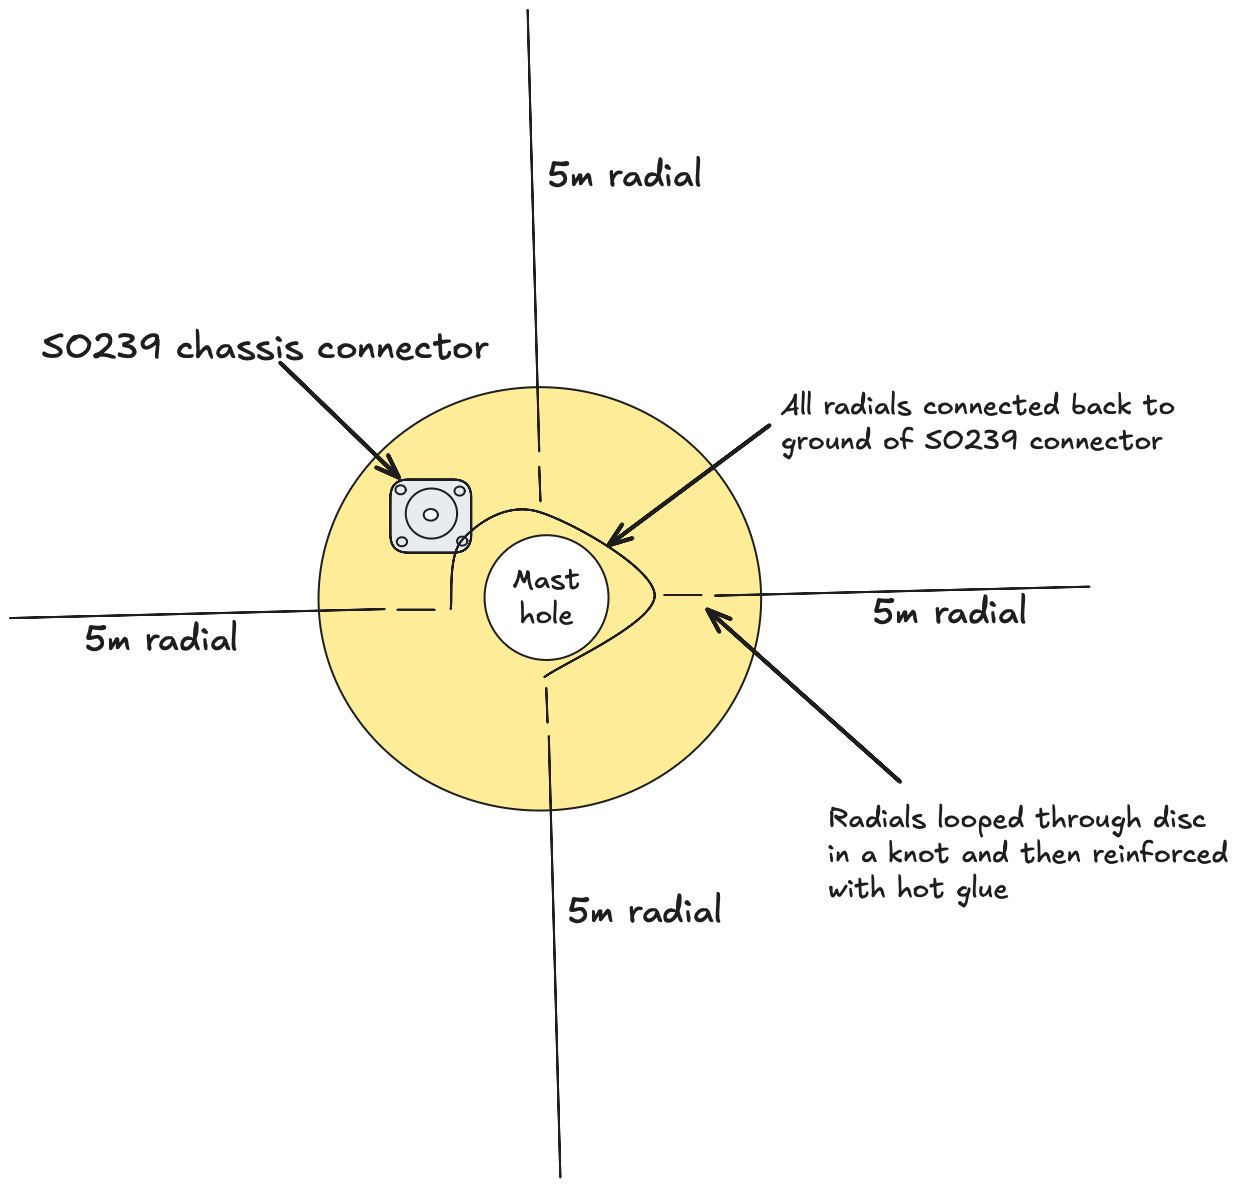 5m radial
SO239 chassis connector
All radials connected back to
ground of SO239 connector
Mast
hole
5m radial
5m radial
Radials looped through disc
in a knot and then reinforced
with hot glue
5m radial